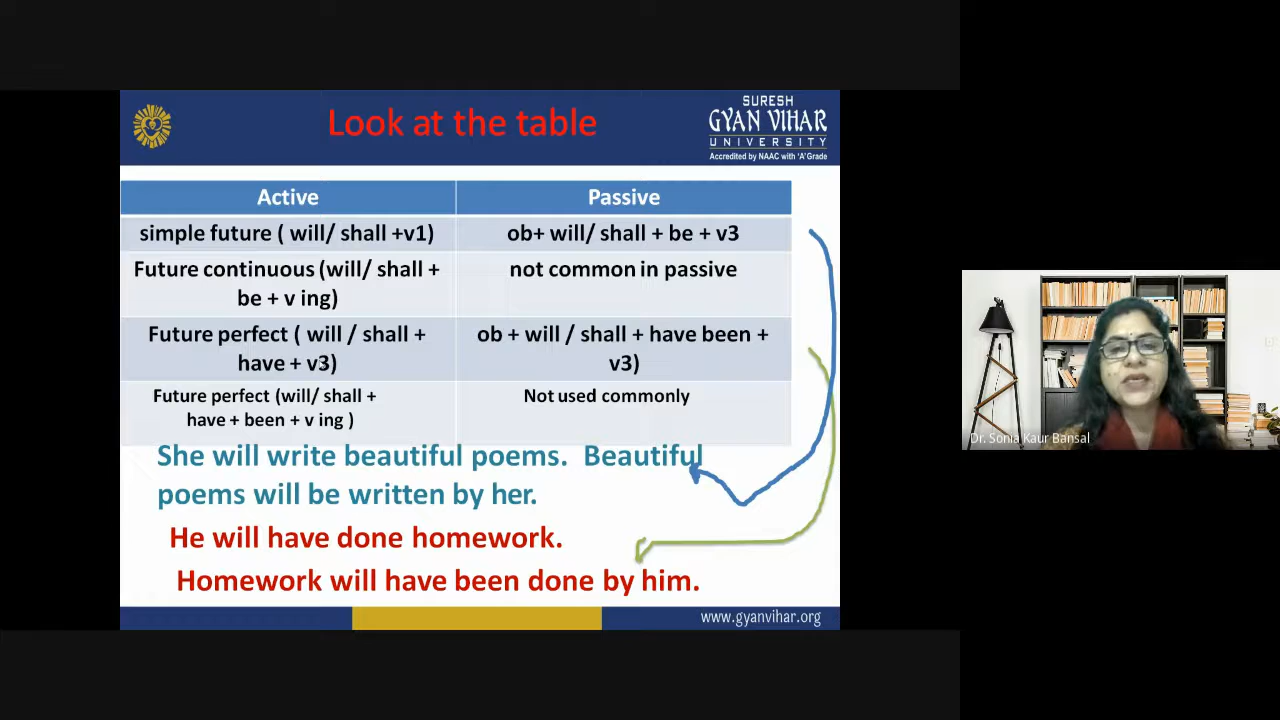 Look at the table
SURESH
GYAN VIHAR
UNIVERSITY
Accredited by NAAC with 'A' Grade
Active
Passive
simple future ( will/ shall +v1)
ob+ will/ shall + be + v3
Future continuous (will/ shall +
be + v ing)
not common in passive
Future perfect ( will / shall +
have + v3)
ob + will / shall + have been +
v3)
Future perfect (will/ shall +
have + been + v ing )
Not used commonly
She will write beautiful poems. Beautiful
poems will be written by her.
He will have done homework.
Homework will have been done by him.
www.gyanvihar.org
Dr. Sonia Kaur Bansal